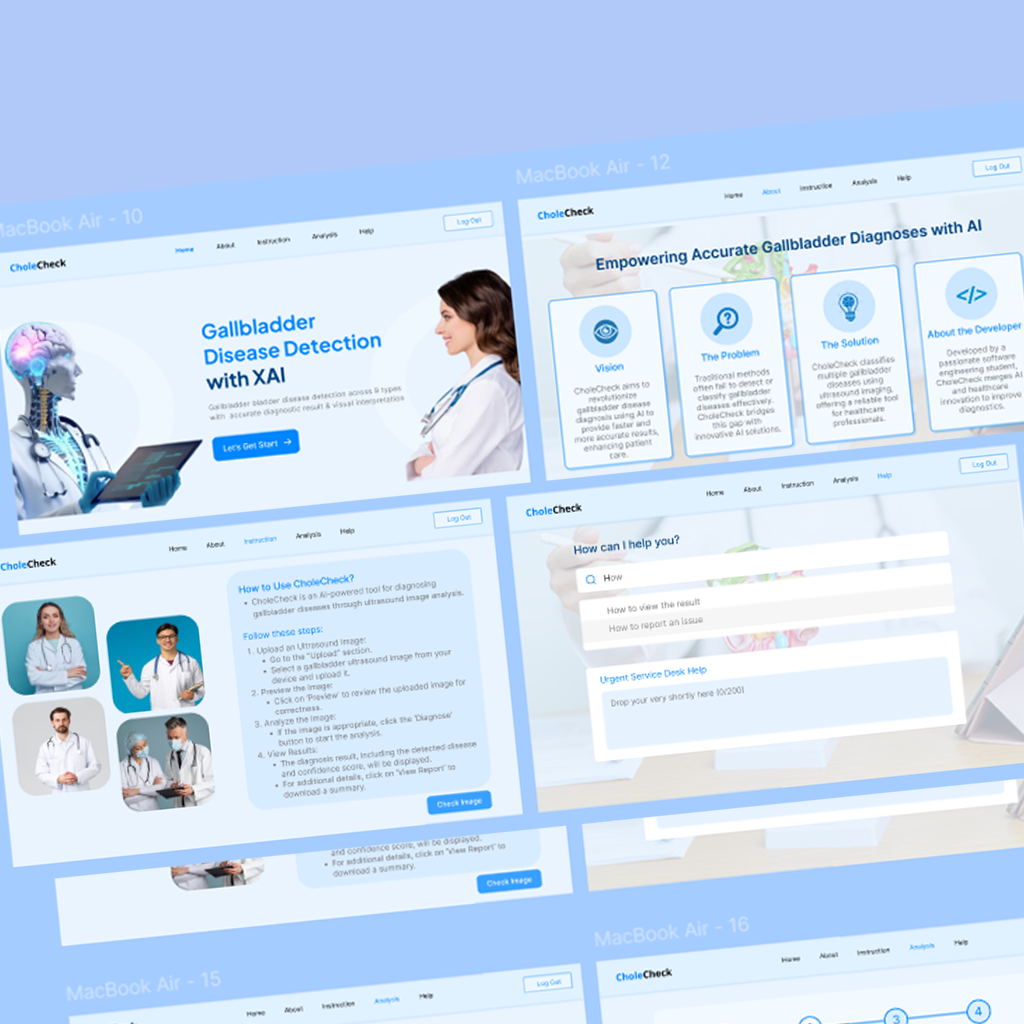 MacBook Air - 10
CholeCheck
Home
About
Instruction
Analysis
Help
Log Out
Gallbladder
Disease Detection
with XAI
Gallbladder bladder disease detection across 9 types
with accurate diagnostic result & visual interpretation
Let's Get Start →
MacBook Air - 12
CholeCheck
Home
About
Instruction
Analysis
Help
Log Out
Empowering Accurate Gallbladder Diagnoses with AI
Vision
CholeCheck aims to
revolutionize
gallbladder disease
diagnosis using AI to
provide faster and
more accurate results,
enhancing patient
care.
The Problem
Traditional methods
often fail to detect or
classify gallbladder
diseases effectively.
CholeCheck bridges
this gap with
innovative AI solutions.
The Solution
CholeCheck classifies
multiple gallbladder
diseases using
ultrasound imaging,
offering a reliable tool
for healthcare
professionals.
</>
About the Developer
Developed by a
passionate software
engineering student,
CholeCheck merges AI
and healthcare
innovation to improve
diagnostics.
CholeCheck
Home
About
Instruction
Analysis
Help
Log Out
How to Use CholeCheck?
• CholeCheck is an AI-powered tool for diagnosing
gallbladder diseases through ultrasound image analysis.
Follow these steps:
1. Upload an Ultrasound Image:
• Go to the "Upload" section.
• Select a gallbladder ultrasound image from your
device and upload it.
2. Preview the Image:
• Click on 'Preview' to review the uploaded image for
correctness.
3. Analyze the Image:
• If the image is appropriate, click the 'Diagnose'
button to start the analysis.
4. View Results:
• The diagnosis result, including the detected disease
and confidence score, will be displayed.
• For additional details, click on 'View Report' to
download a summary.
Check Image
CholeCheck
Home
About
Instruction
Analysis
Help
Log Out
How can I help you?
How
How to view the result
How to report an issue
Urgent Service Desk Help
Drop your very shortly here (0/200)
and confidence score, will be displayed.
• For additional details, click on 'View Report' to
download a summary.
Check Image
MacBook Air - 15
Home
About
Instruction
Analysis
Help
Log Out
MacBook Air - 16
CholeCheck
Home
About
Instruction
Analysis
Help
3
4